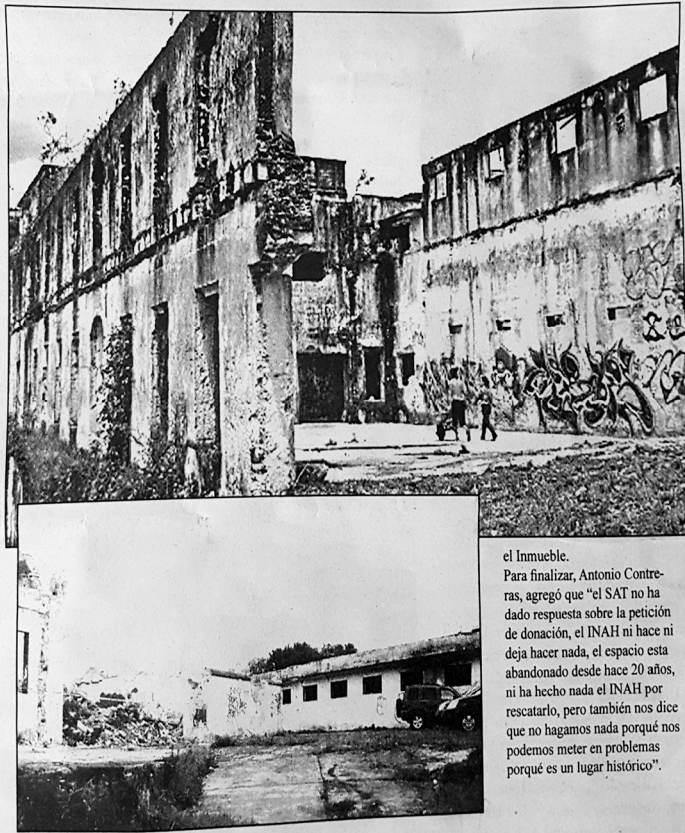 el Inmueble.
Para finalizar, Antonio Contre-
ras, agregó que “el SAT no ha
dado respuesta sobre la petición
de donación, el INAH ni hace ni
deja hacer nada, el espacio esta
abandonado desde hace 20 años,
ni ha hecho nada el INAH por
rescatarlo, pero también nos dice
que no hagamos nada porqué nos
podemos meter en problemas
porqué es un lugar histórico”.